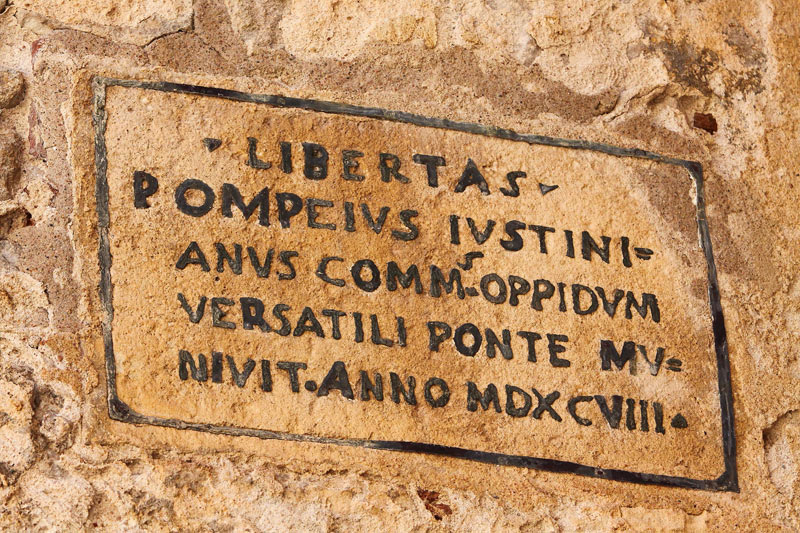 ▾ LIBERTAS ▾
POMPEIVS IVSTINI=
ANVS COMMˢ OPPIDVM
VERSATILI PONTE MV=
NIVIT·ANNO MDXCVIII▴